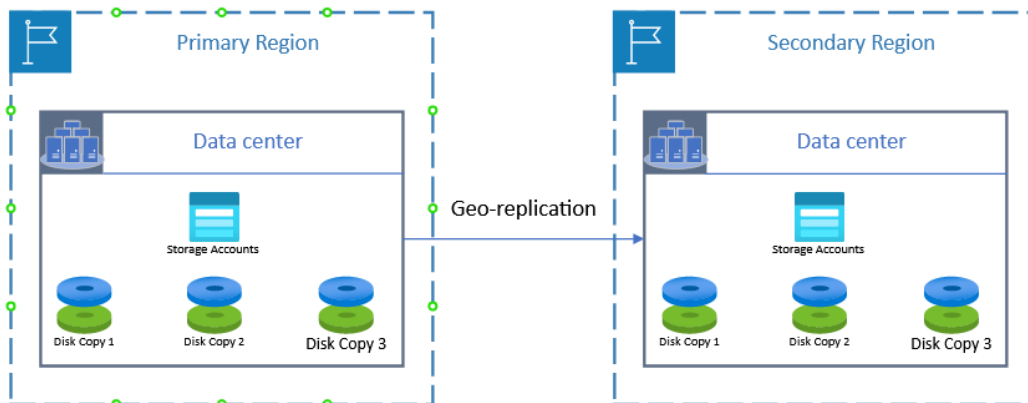 Primary Region
Secondary Region
Data center
Data center
Storage Accounts
Geo-replication
Storage Accounts
Disk Copy 1
Disk Copy 2
Disk Copy 3
Disk Copy 1
Disk Copy 2
Disk Copy 3